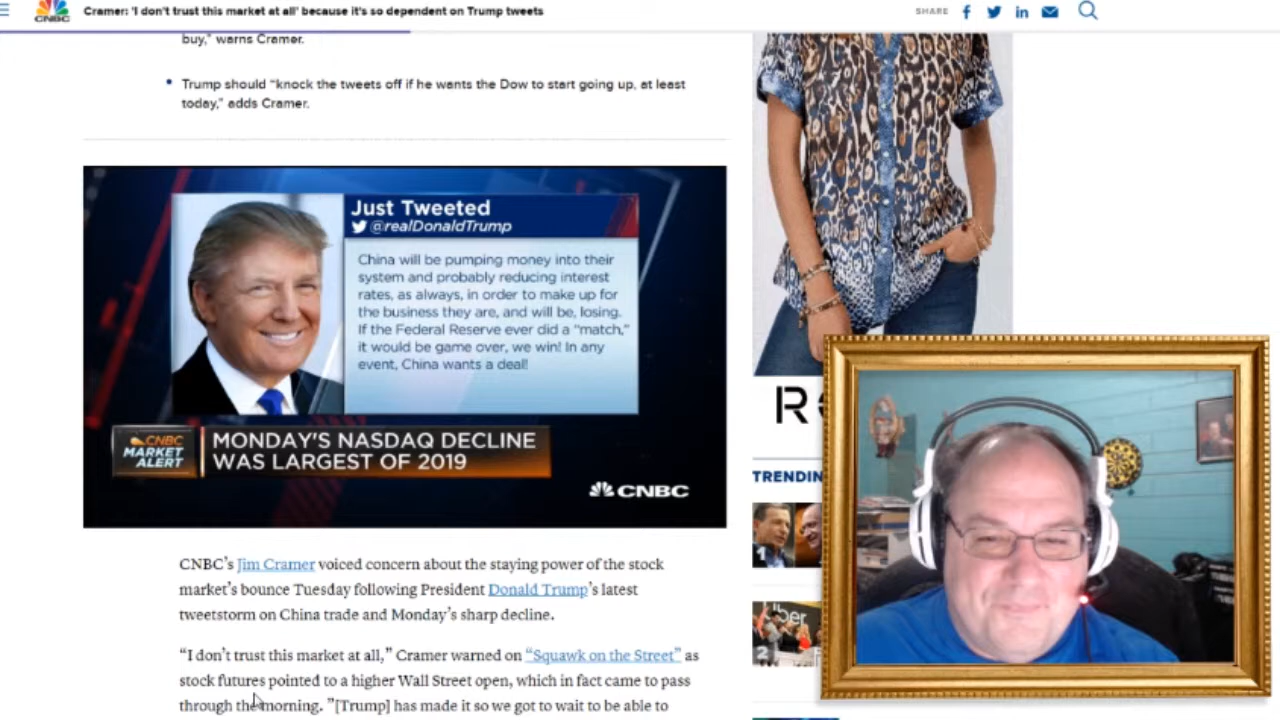 CNBC
Cramer: 'I don't trust this market at all' because it's so dependent on Trump tweets
SHARE
buy," warns Cramer.
Trump should "knock the tweets off if he wants the Dow to start going up, at least
today," adds Cramer.
Just Tweeted
@realDonaldTrump
China will be pumping money into their
system and probably reducing interest
rates, as always, in order to make up for
the business they are, and will be, losing.
If the Federal Reserve ever did a "match,"
it would be game over, we win! In any
event, China wants a deal!
CNBC
MARKET
ALERT
MONDAY'S NASDAQ DECLINE
WAS LARGEST OF 2019
CNBC
CNBC's Jim Cramer voiced concern about the staying power of the stock
market's bounce Tuesday following President Donald Trump's latest
tweetstorm on China trade and Monday's sharp decline.
"I don't trust this market at all," Cramer warned on "Squawk on the Street" as
stock futures pointed to a higher Wall Street open, which in fact came to pass
through the morning. "[Trump] has made it so we got to wait to be able to
R
TRENDIN
1
2